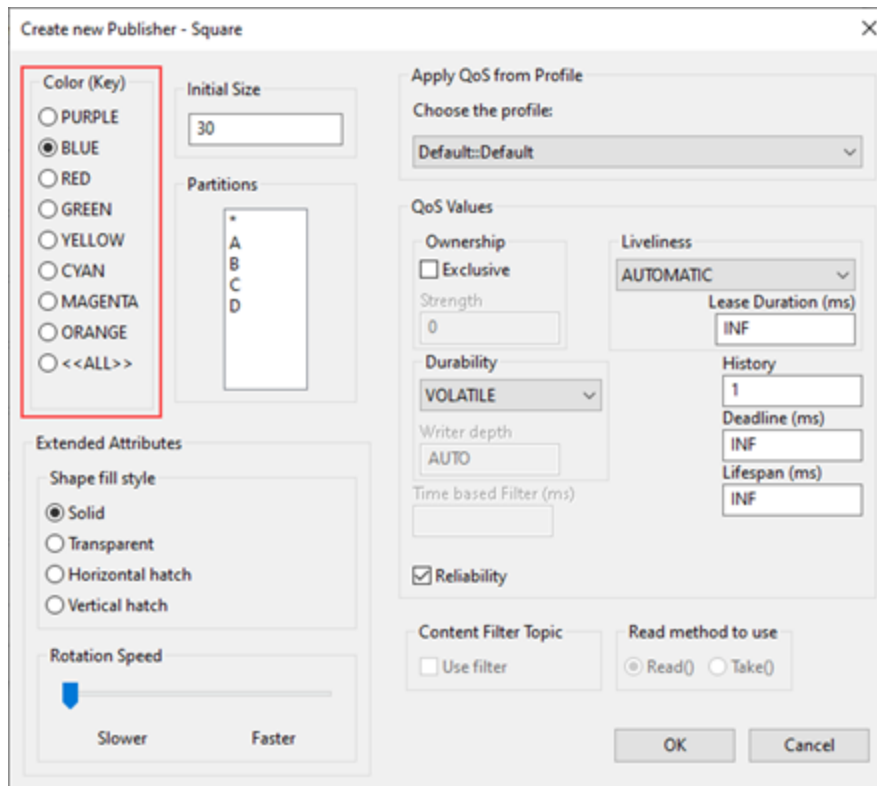 Create new Publisher - Square
Color (Key)
PURPLE
BLUE
RED
GREEN
YELLOW
CYAN
MAGENTA
ORANGE
<<ALL>>
Initial Size
30
Partitions
*
A
B
C
D
Extended Attributes
Shape fill style
Solid
Transparent
Horizontal hatch
Vertical hatch
Rotation Speed
Slower Faster
Apply QoS from Profile
Choose the profile:
Default::Default
QoS Values
Ownership
Exclusive
Strength
0
Liveliness
AUTOMATIC
Lease Duration (ms)
INF
Durability
VOLATILE
Writer depth
AUTO
History
1
Deadline (ms)
INF
Lifespan (ms)
INF
Time based Filter (ms)
Reliability
Content Filter Topic
Use filter
Read method to use
Read() Take()
OK Cancel